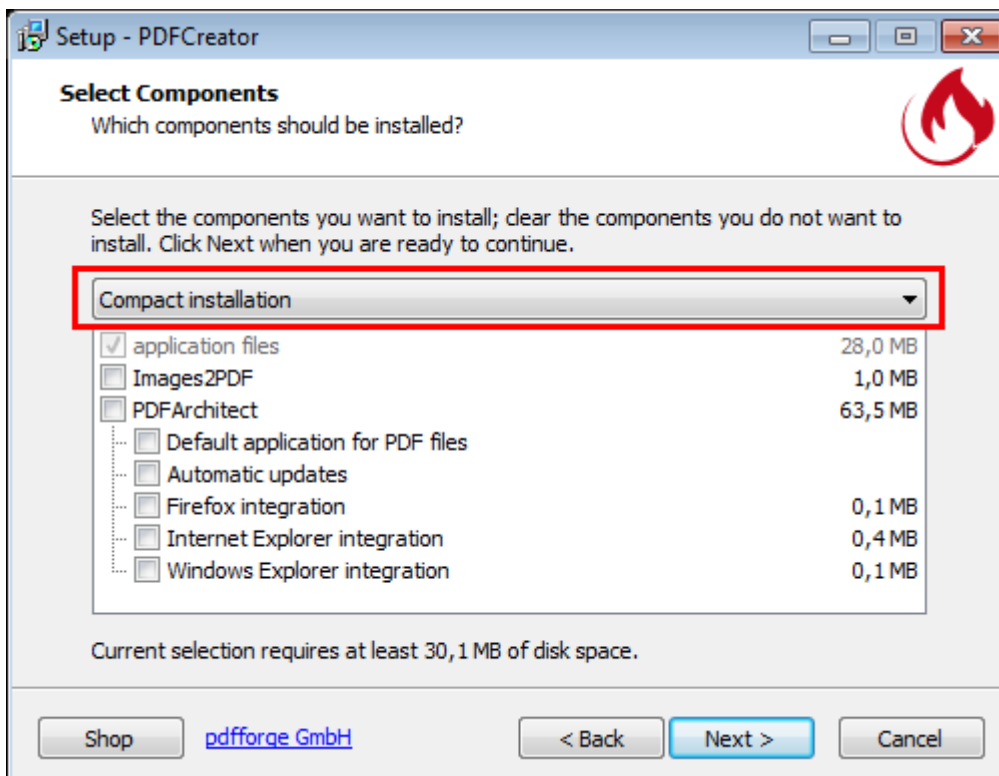 Setup - PDFCreator
Select Components
Which components should be installed?
Select the components you want to install; clear the components you do not want to
install. Click Next when you are ready to continue.
Compact installation
application files 28,0 MB
Images2PDF 1,0 MB
PDFArchitect 63,5 MB
Default application for PDF files
Automatic updates
Firefox integration 0,1 MB
Internet Explorer integration 0,4 MB
Windows Explorer integration 0,1 MB
Current selection requires at least 30,1 MB of disk space.
Shop pdfforge GmbH < Back Next > Cancel